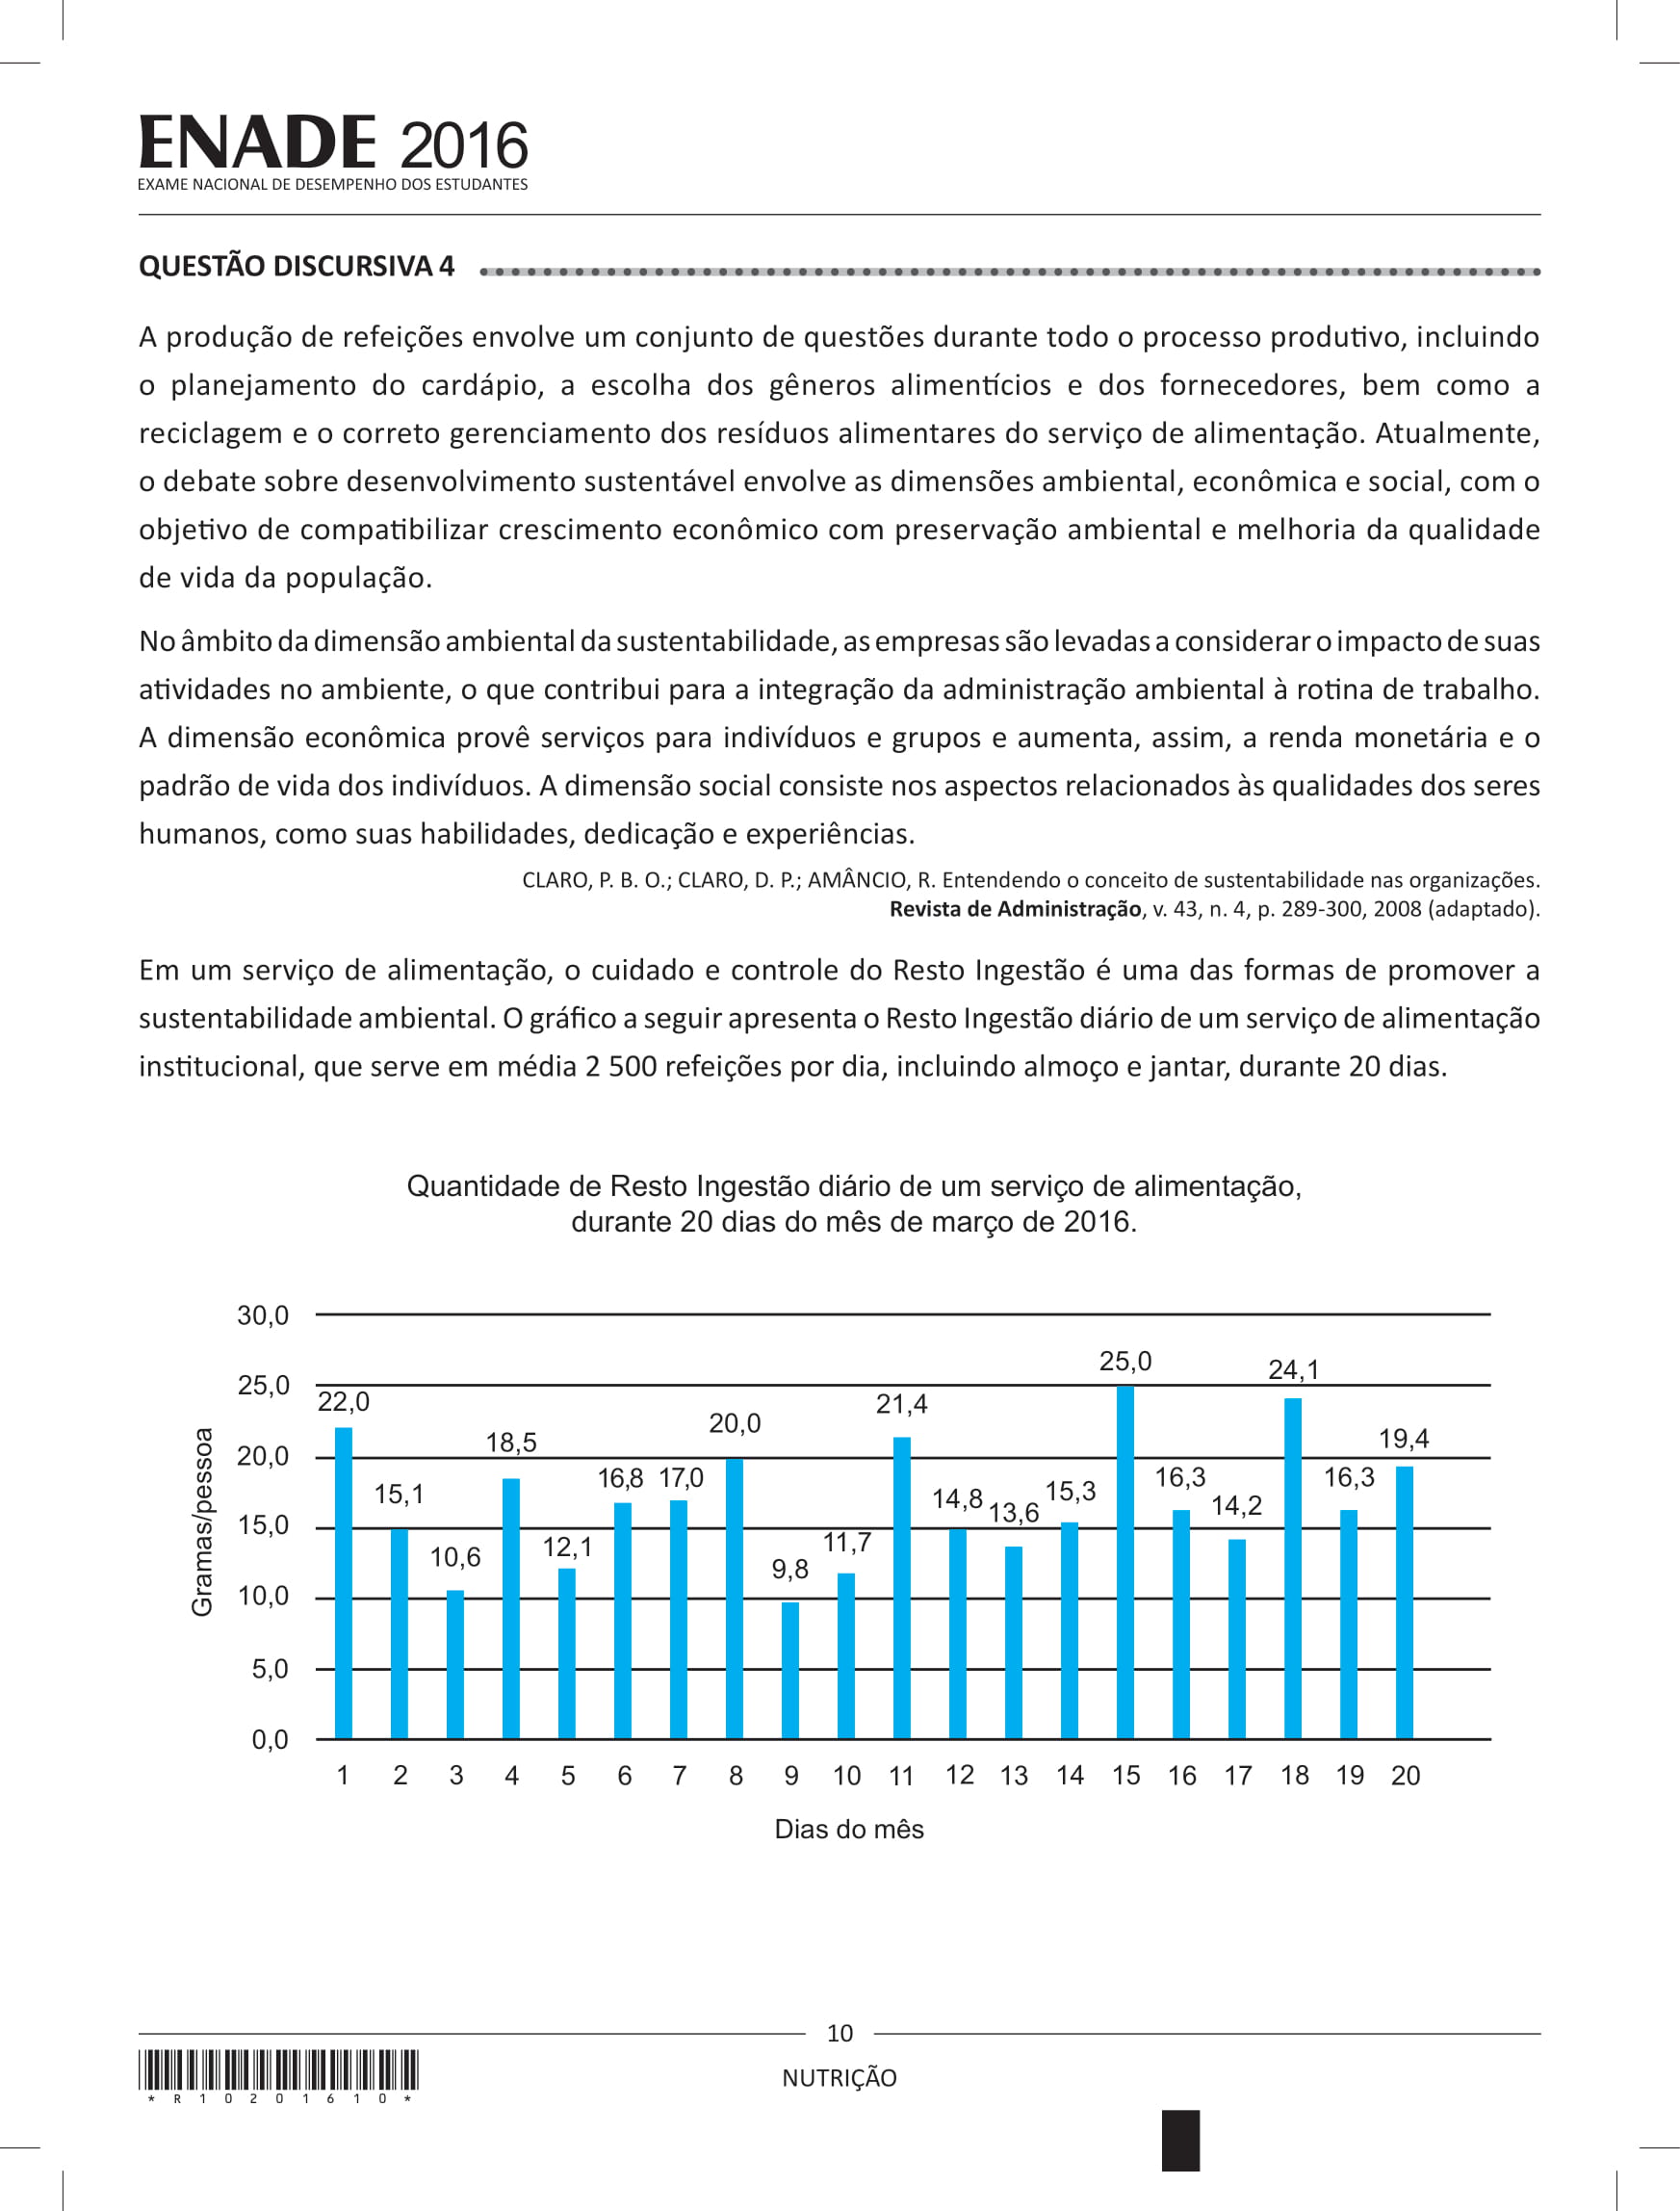 ENADE 2016
EXAME NACIONAL DE DESEMPENHO DOS ESTUDANTES
QUESTÃO DISCURSIVA 4
A produção de refeições envolve um conjunto de questões durante todo o processo produtivo, incluindo
o planejamento do cardápio, a escolha dos gêneros alimentícios e dos fornecedores, bem como a
reciclagem e o correto gerenciamento dos resíduos alimentares do serviço de alimentação. Atualmente,
o debate sobre desenvolvimento sustentável envolve as dimensões ambiental, econômica e social, com o
objetivo de compatibilizar crescimento econômico com preservação ambiental e melhoria da qualidade
de vida da população.
No âmbito da dimensão ambiental da sustentabilidade, as empresas são levadas a considerar o impacto de suas
atividades no ambiente, o que contribui para a integração da administração ambiental à rotina de trabalho.
A dimensão econômica provê serviços para indivíduos e grupos e aumenta, assim, a renda monetária e o
padrão de vida dos indivíduos. A dimensão social consiste nos aspectos relacionados às qualidades dos seres
humanos, como suas habilidades, dedicação e experiências.
CLARO, P. B. O.; CLARO, D. P.; AMÂNCIO, R. Entendendo o conceito de sustentabilidade nas organizações.
Revista de Administração, v. 43, n. 4, p. 289-300, 2008 (adaptado).
Em um serviço de alimentação, o cuidado e controle do Resto Ingestão é uma das formas de promover a
sustentabilidade ambiental. O gráfico a seguir apresenta o Resto Ingestão diário de um serviço de alimentação
institucional, que serve em média 2 500 refeições por dia, incluindo almoço e jantar, durante 20 dias.
Quantidade de Resto Ingestão diário de um serviço de alimentação,
durante 20 dias do mês de março de 2016.
Gramas/pessoa
30,0
25,0
20,0
15,0
10,0
5,0
0,0
22,0 15,1 10,6 18,5 12,1 16,8 17,0 20,0 9,8 11,7 21,4 14,8 13,6 15,3 25,0 16,3 14,2 24,1 16,3 19,4
1 2 3 4 5 6 7 8 9 10 11 12 13 14 15 16 17 18 19 20
Dias do mês
10
NUTRIÇÃO
* R 1 0 2 0 1 6 1 0 *